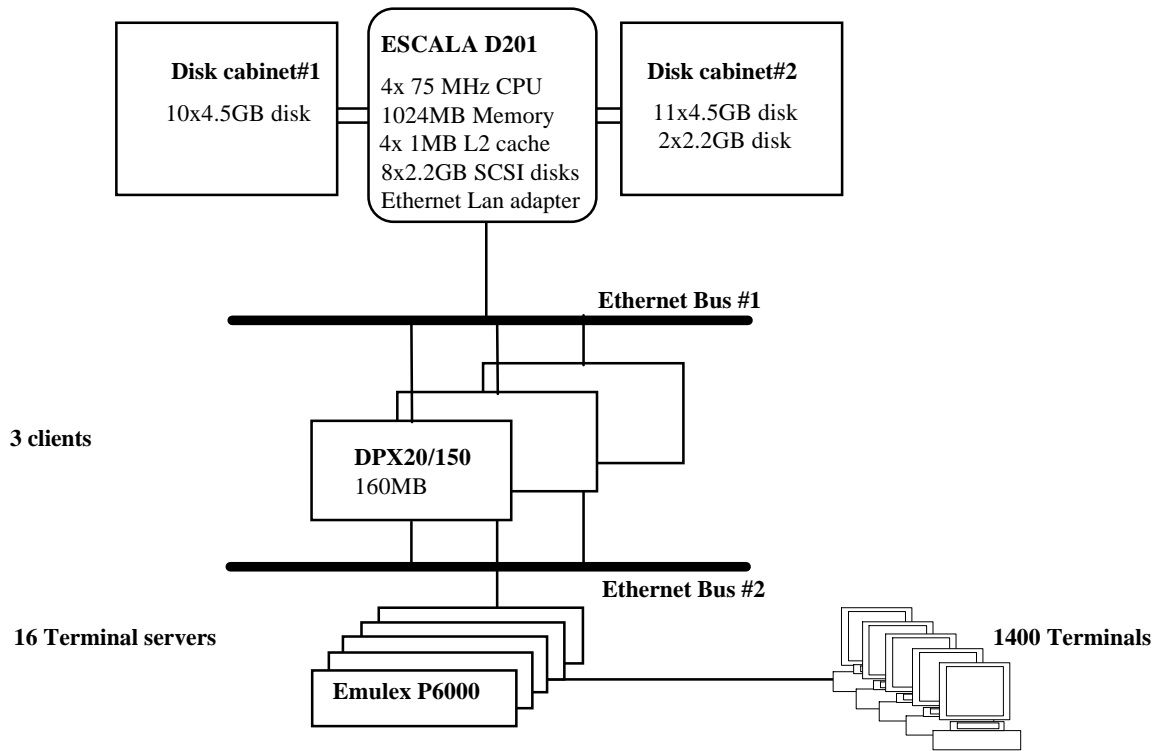 Disk cabinet#1
10x4.5GB disk
ESCALA D201
4x 75 MHz CPU
1024MB Memory
4x 1MB L2 cache
8x2.2GB SCSI disks
Ethernet Lan adapter
Disk cabinet#2
11x4.5GB disk
2x2.2GB disk
Ethernet Bus #1
3 clients
DPX20/150
160MB
Ethernet Bus #2
16 Terminal servers
Emulex P6000
1400 Terminals